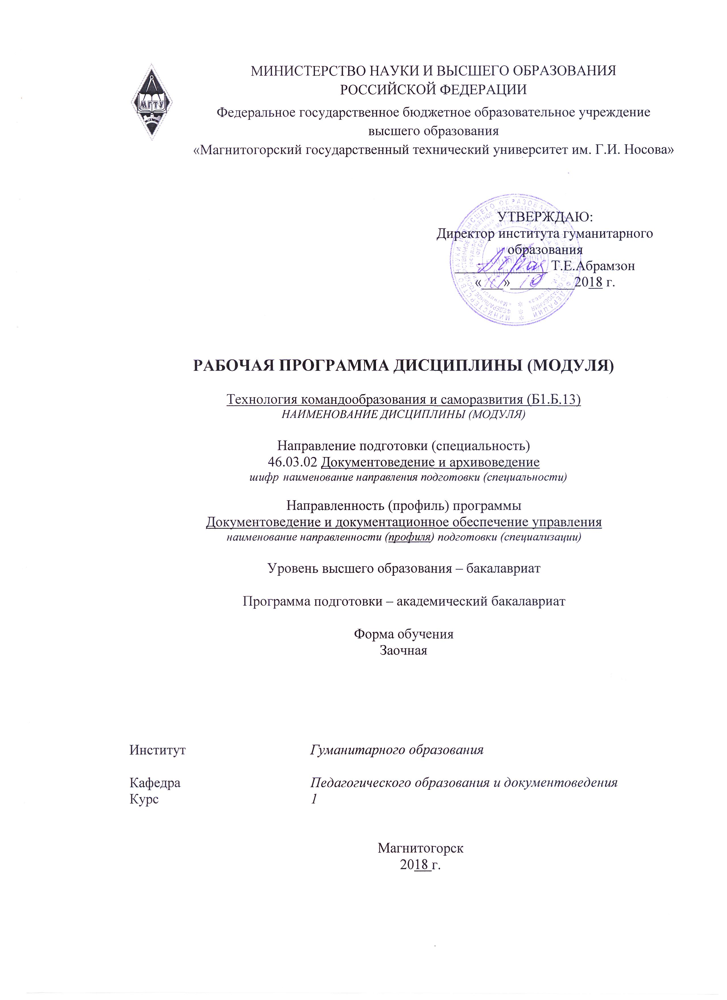 МИНИСТЕРСТВО НАУКИ И ВЫСШЕГО ОБРАЗОВАНИЯ
РОССИЙСКОЙ ФЕДЕРАЦИИ
Федеральное государственное бюджетное образовательное учреждение
высшего образования
«Магнитогорский государственный технический университет им. Г.И. Носова»
МГТУ
УТВЕРЖДАЮ:
Директор института гуманитарного
образования
Т.Е.Абрамзон
«___»_________2018 г.
РАБОЧАЯ ПРОГРАММА ДИСЦИПЛИНЫ (МОДУЛЯ)
Технология командообразования и саморазвития (Б1.Б.13)
НАИМЕНОВАНИЕ ДИСЦИПЛИНЫ (МОДУЛЯ)
Направление подготовки (специальность)
46.03.02 Документоведение и архивоведение
шифр наименование направления подготовки (специальности)
Направленность (профиль) программы
Документоведение и документационное обеспечение управления
наименование направленности (профиля) подготовки (специализации)
Уровень высшего образования – бакалавриат
Программа подготовки – академический бакалавриат
Форма обучения
Заочная
Институт Гуманитарного образования
Кафедра Педагогического образования и документоведения
Курс 1
Магнитогорск
2018 г.